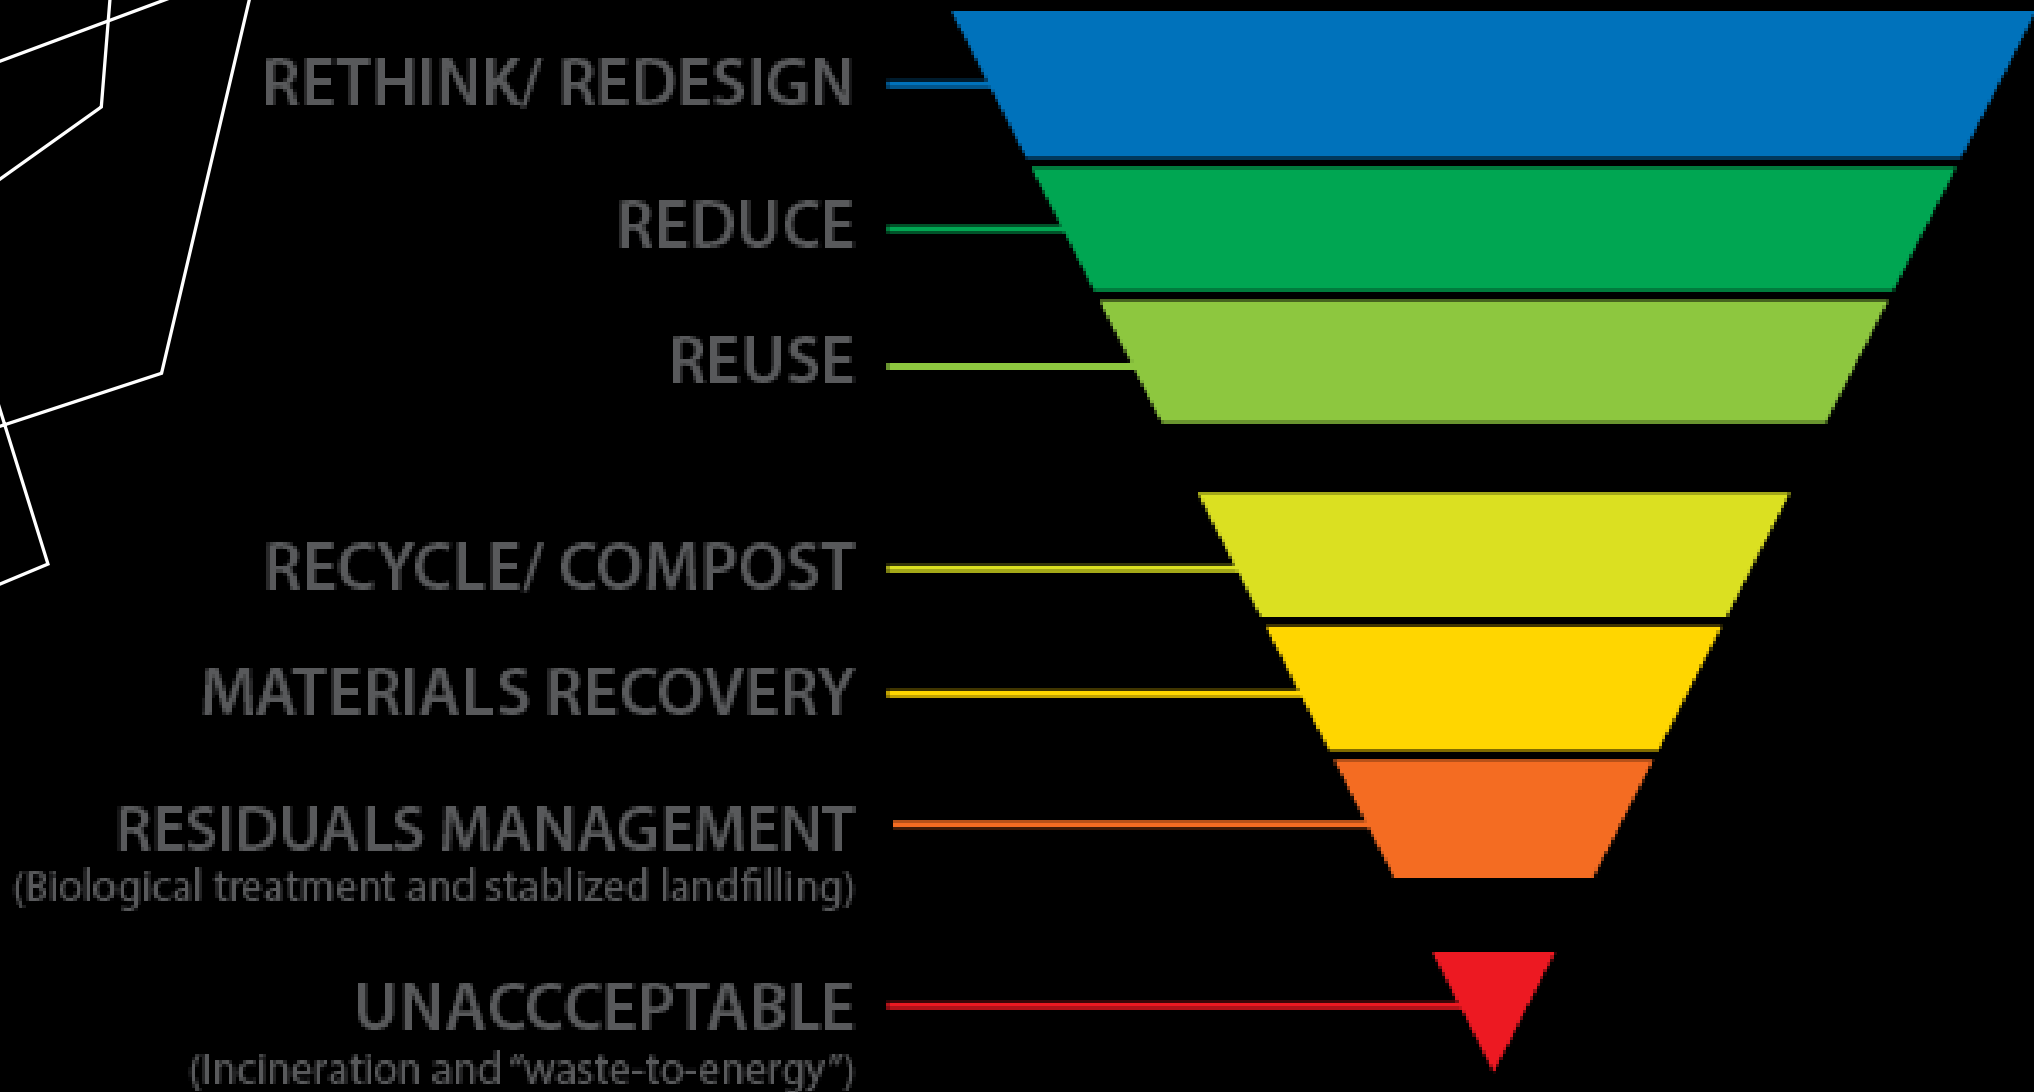 RETHINK/ REDESIGN
REDUCE
REUSE
RECYCLE/ COMPOST
MATERIALS RECOVERY
RESIDUALS MANAGEMENT
(Biological treatment and stablized landfilling)
UNACCCEPTABLE
(Incineration and “waste-to-energy”)